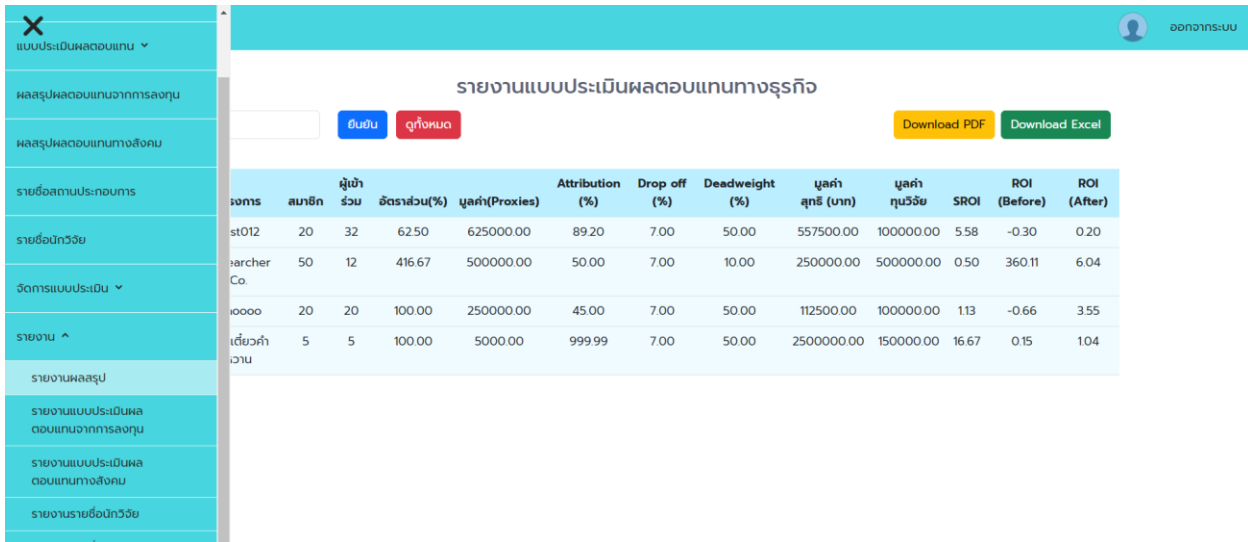 แบบประเมินผลตอบแทน
ออกจากระบบ
ผลสรุปผลตอบแทนจากการลงทุน
ผลสรุปผลตอบแทนทางสังคม
รายชื่อสถานประกอบการ
รายชื่อนักวิจัย
จัดการแบบประเมิน
รายงาน
รายงานผลสรุป
รายงานแบบประเมินผล
ตอบแทนจากการลงทุน
รายงานแบบประเมินผล
ตอบแทนทางสังคม
รายงานรายชื่อนักวิจัย
รายงานแบบประเมินผลตอบแทนทางธุรกิจ
ยืนยัน ดูทั้งหมด Download PDF Download Excel
สมาชิก ผู้เข้าร่วม อัตราส่วน(%) มูลค่า(Proxies) Attribution (%) Drop off (%) Deadweight (%) มูลค่าสุทธิ (บาท) มูลค่าทุนวิจัย SROI ROI (Before) ROI (After)
st012 20 32 62.50 625000.00 89.20 7.00 50.00 557500.00 100000.00 5.58 -0.30 0.20
earcher 50 12 416.67 500000.00 50.00 7.00 10.00 250000.00 500000.00 0.50 360.11 6.04
Co.
oooo 20 20 100.00 250000.00 45.00 7.00 50.00 112500.00 100000.00 1.13 -0.66 3.55
เตี๋ยวคำ 5 5 100.00 5000.00 999.99 7.00 50.00 2500000.00 150000.00 16.67 0.15 1.04
หวาน